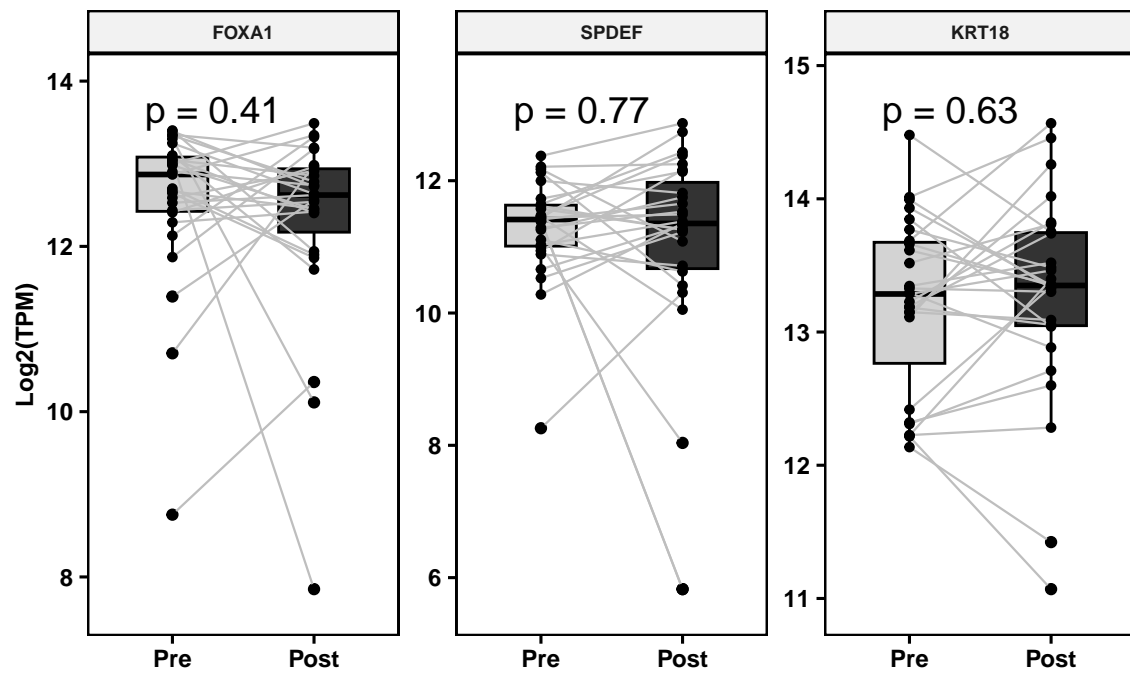 FOXA1
SPDEF
KRT18
Log2(TPM)
14
12
10
8
p = 0.41
Pre
Post
12
10
8
6
p = 0.77
Pre
Post
15
14
13
12
11
p = 0.63
Pre
Post